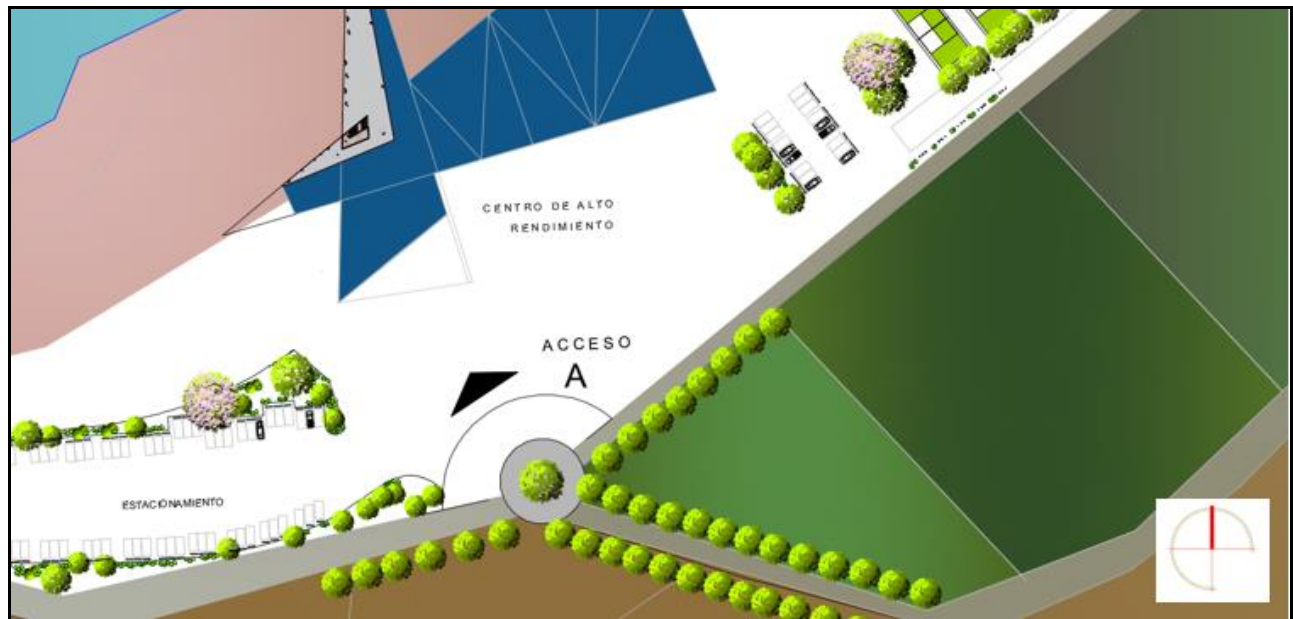 CENTRO DE ALTO
RENDIMIENTO
ACCESO
A
ESTACIONAMIENTO